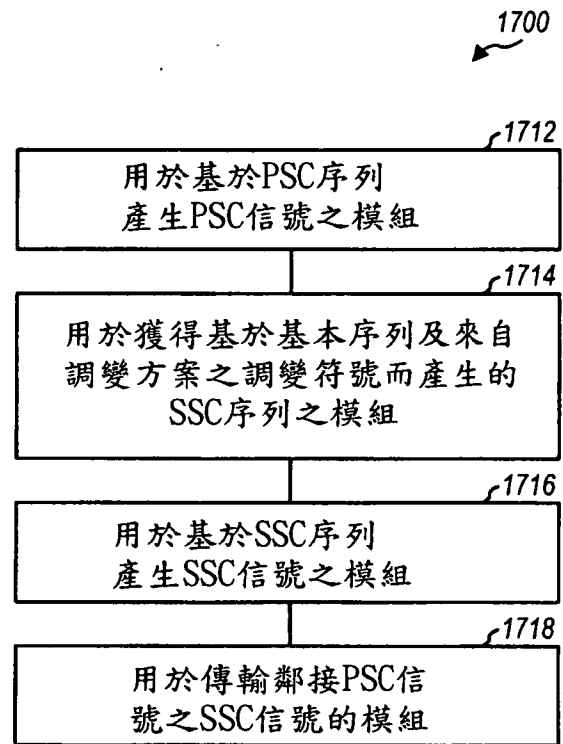 1700
1712
用於基於PSC序列
產生PSC信號之模組
1714
用於獲得基於基本序列及來自
調變方案之調變符號而產生的
SSC序列之模組
1716
用於基於SSC序列
產生SSC信號之模組
1718
用於傳輸鄰接PSC信
號之SSC信號的模組